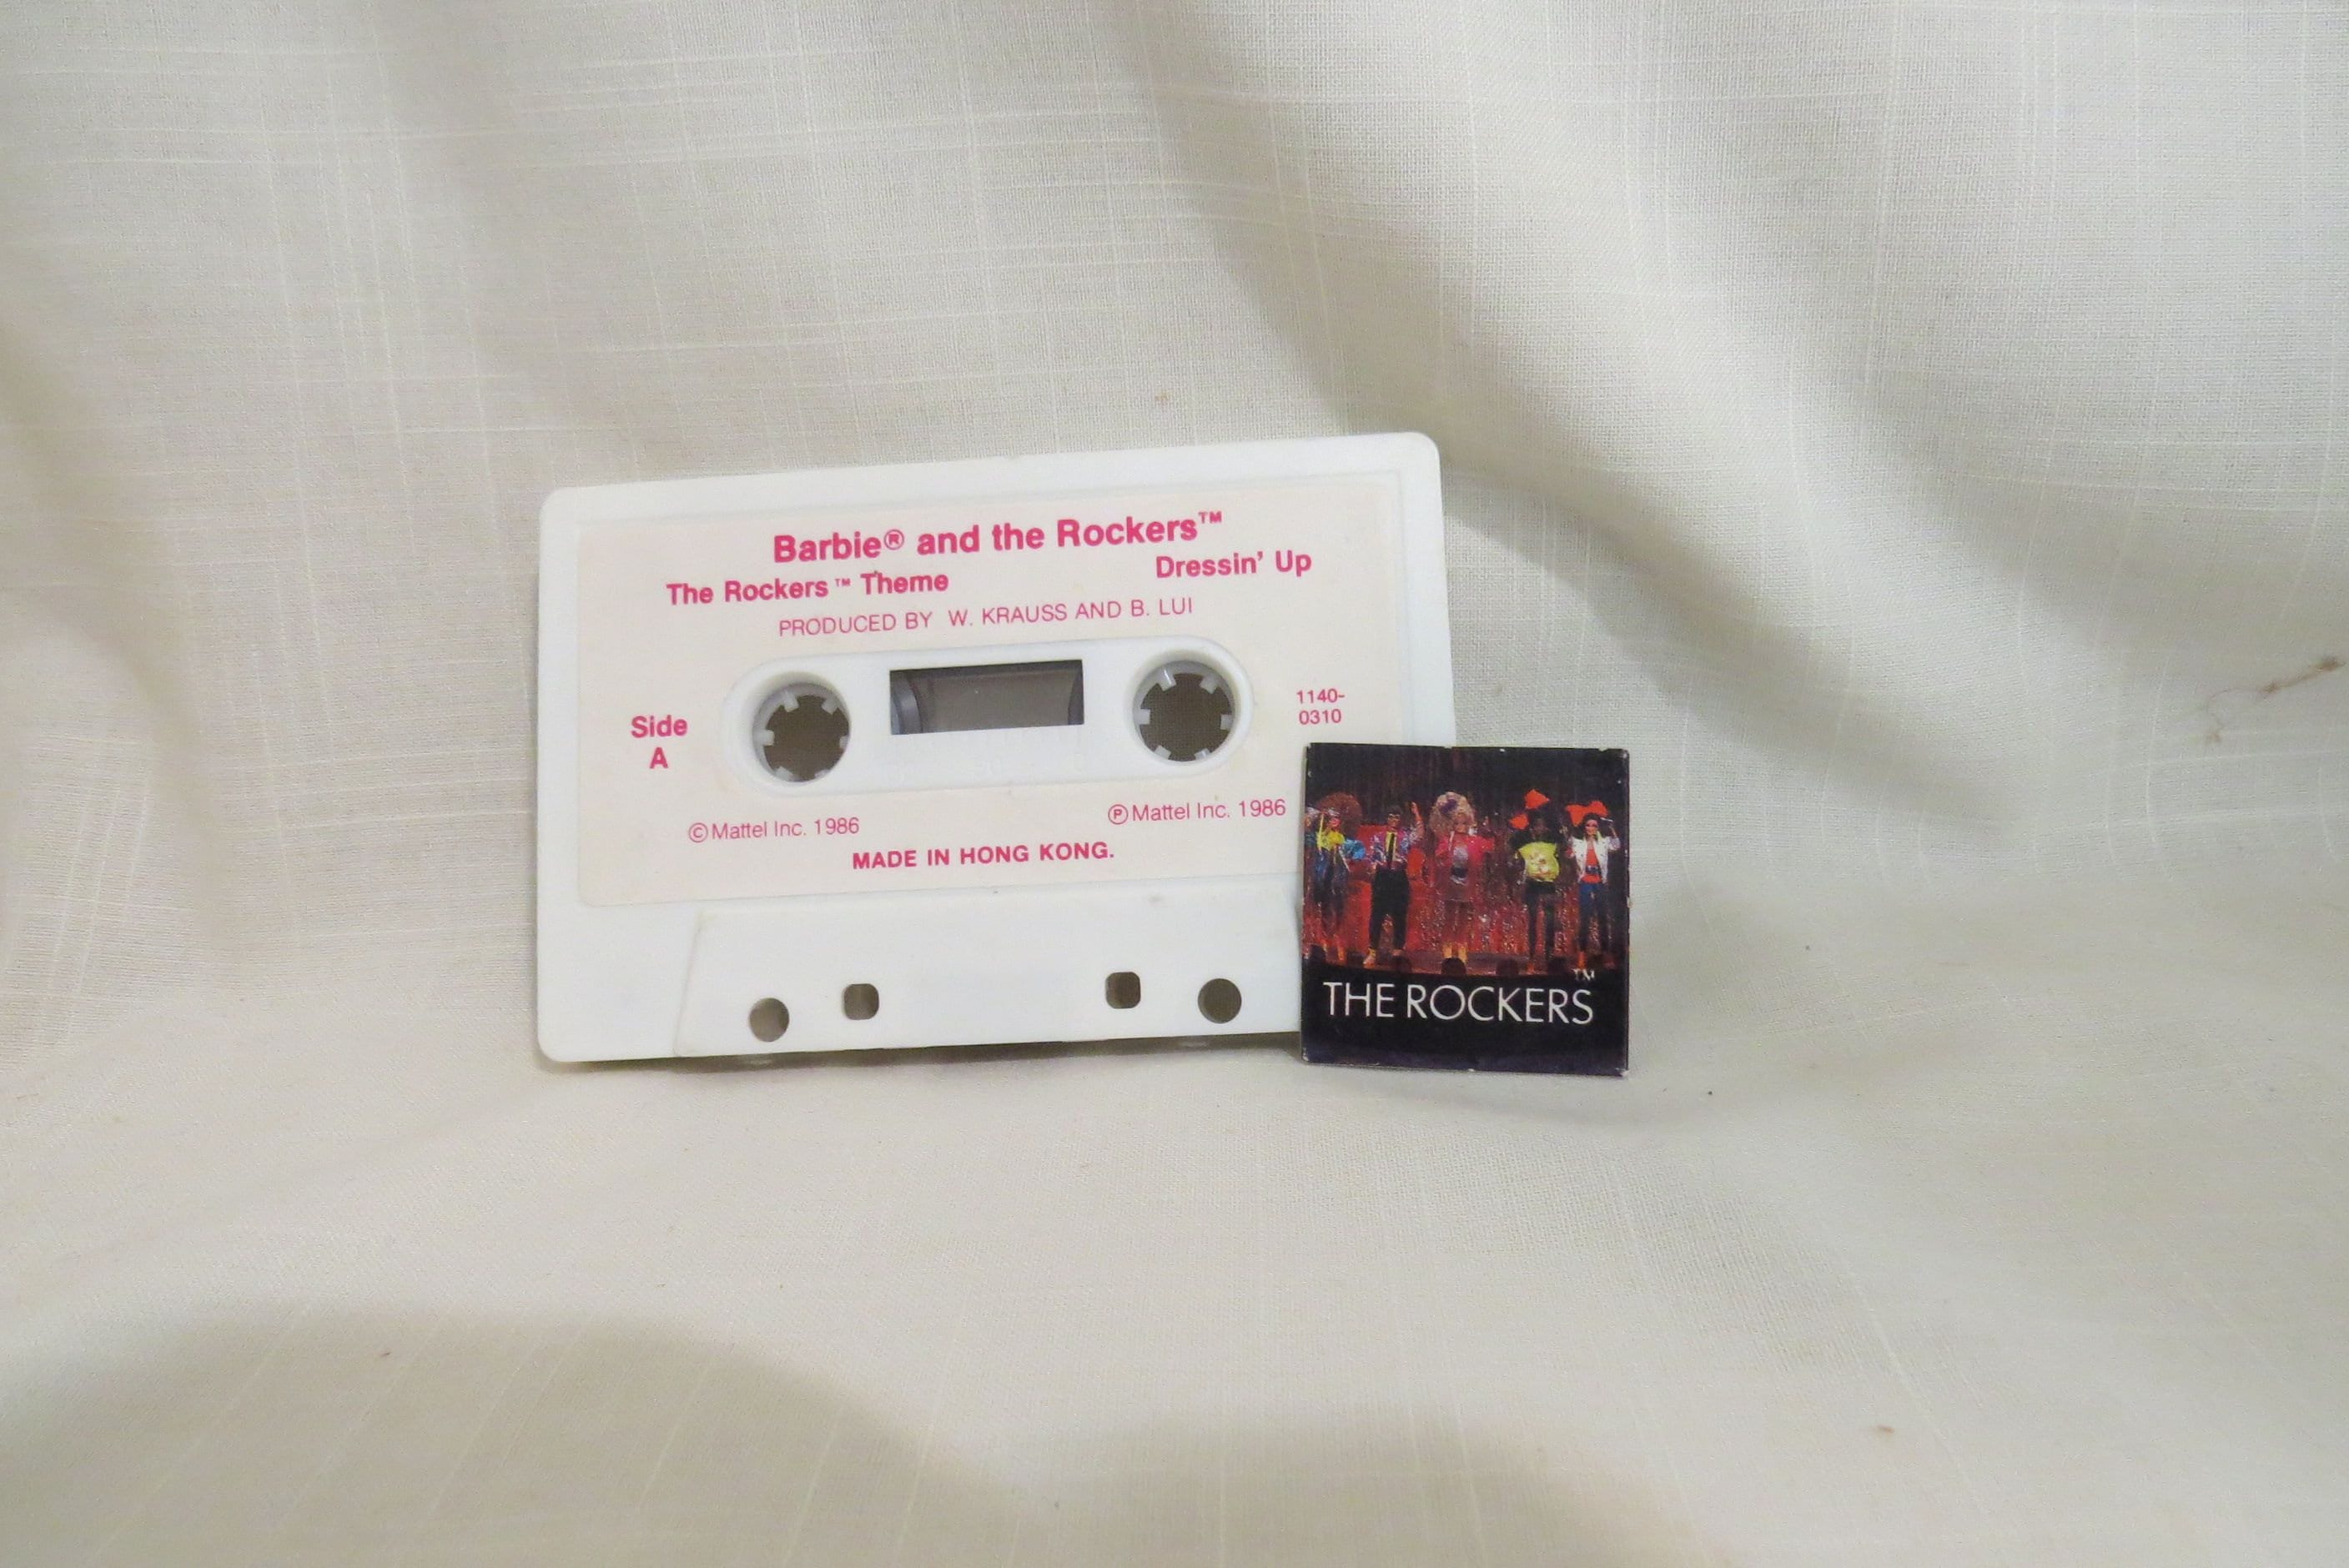 Barbie® and the Rockers™
The Rockers™ Theme
Dressin' Up
PRODUCED BY W. KRAUSS AND B. LUI
Side
A
1140-
0310
©Mattel Inc. 1986
℗Mattel Inc. 1986
MADE IN HONG KONG.
THE ROCKERS™